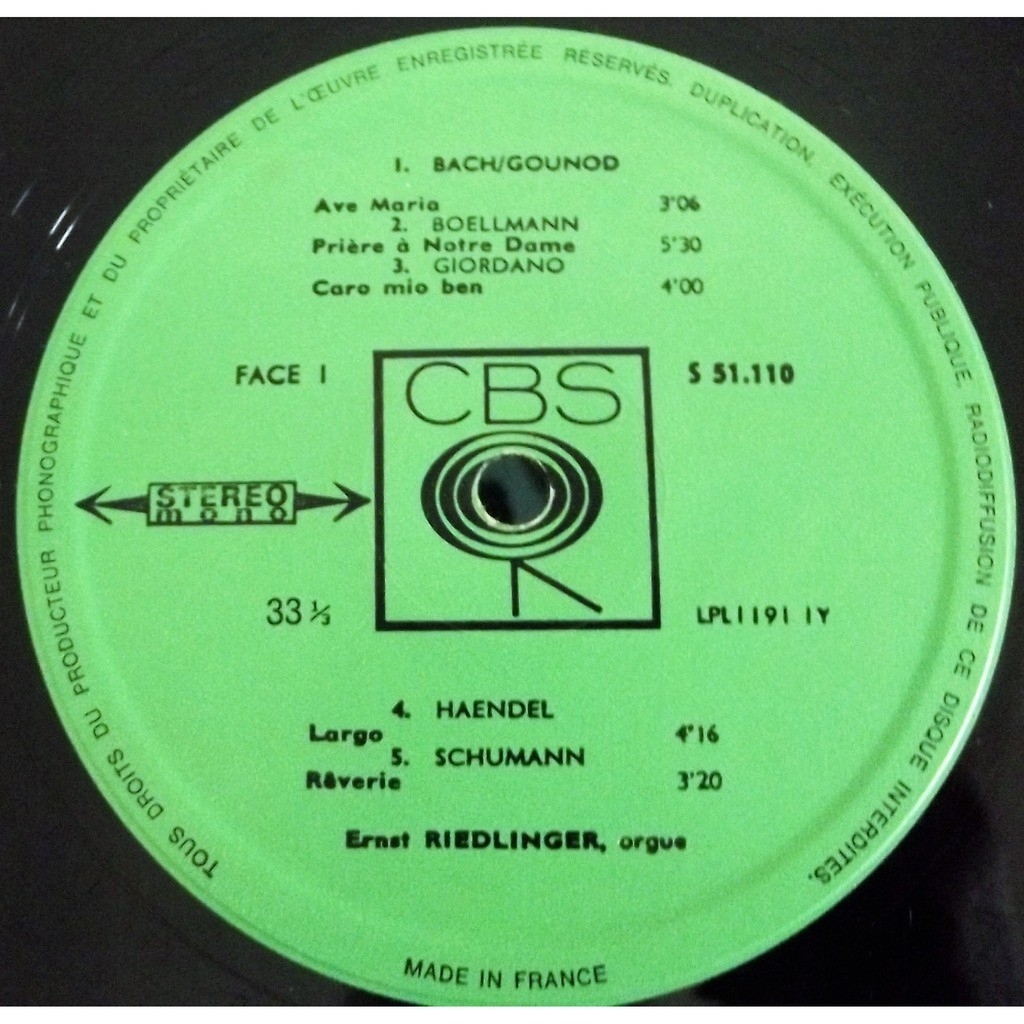 TOUS DROITS DU PRODUCTEUR PHONOGRAPHIQUE ET DU PROPRIÉTAIRE DE L'ŒUVRE ENREGISTRÉE RÉSERVÉS. DUPLICATION, EXÉCUTION PUBLIQUE, RADIODIFFUSION DE CE DISQUE INTERDITES.
1. BACH/GOUNOD
Ave Maria 3'06
2. BOELLMANN
Prière à Notre Dame 5'30
3. GIORDANO
Caro mio ben 4'00
FACE 1
CBS
S 51.110
STEREO
mono
33 ⅓
LPL1191 1Y
4. HAENDEL
Largo 4'16
5. SCHUMANN
Rêverie 3'20
Ernst RIEDLINGER, orgue
MADE IN FRANCE